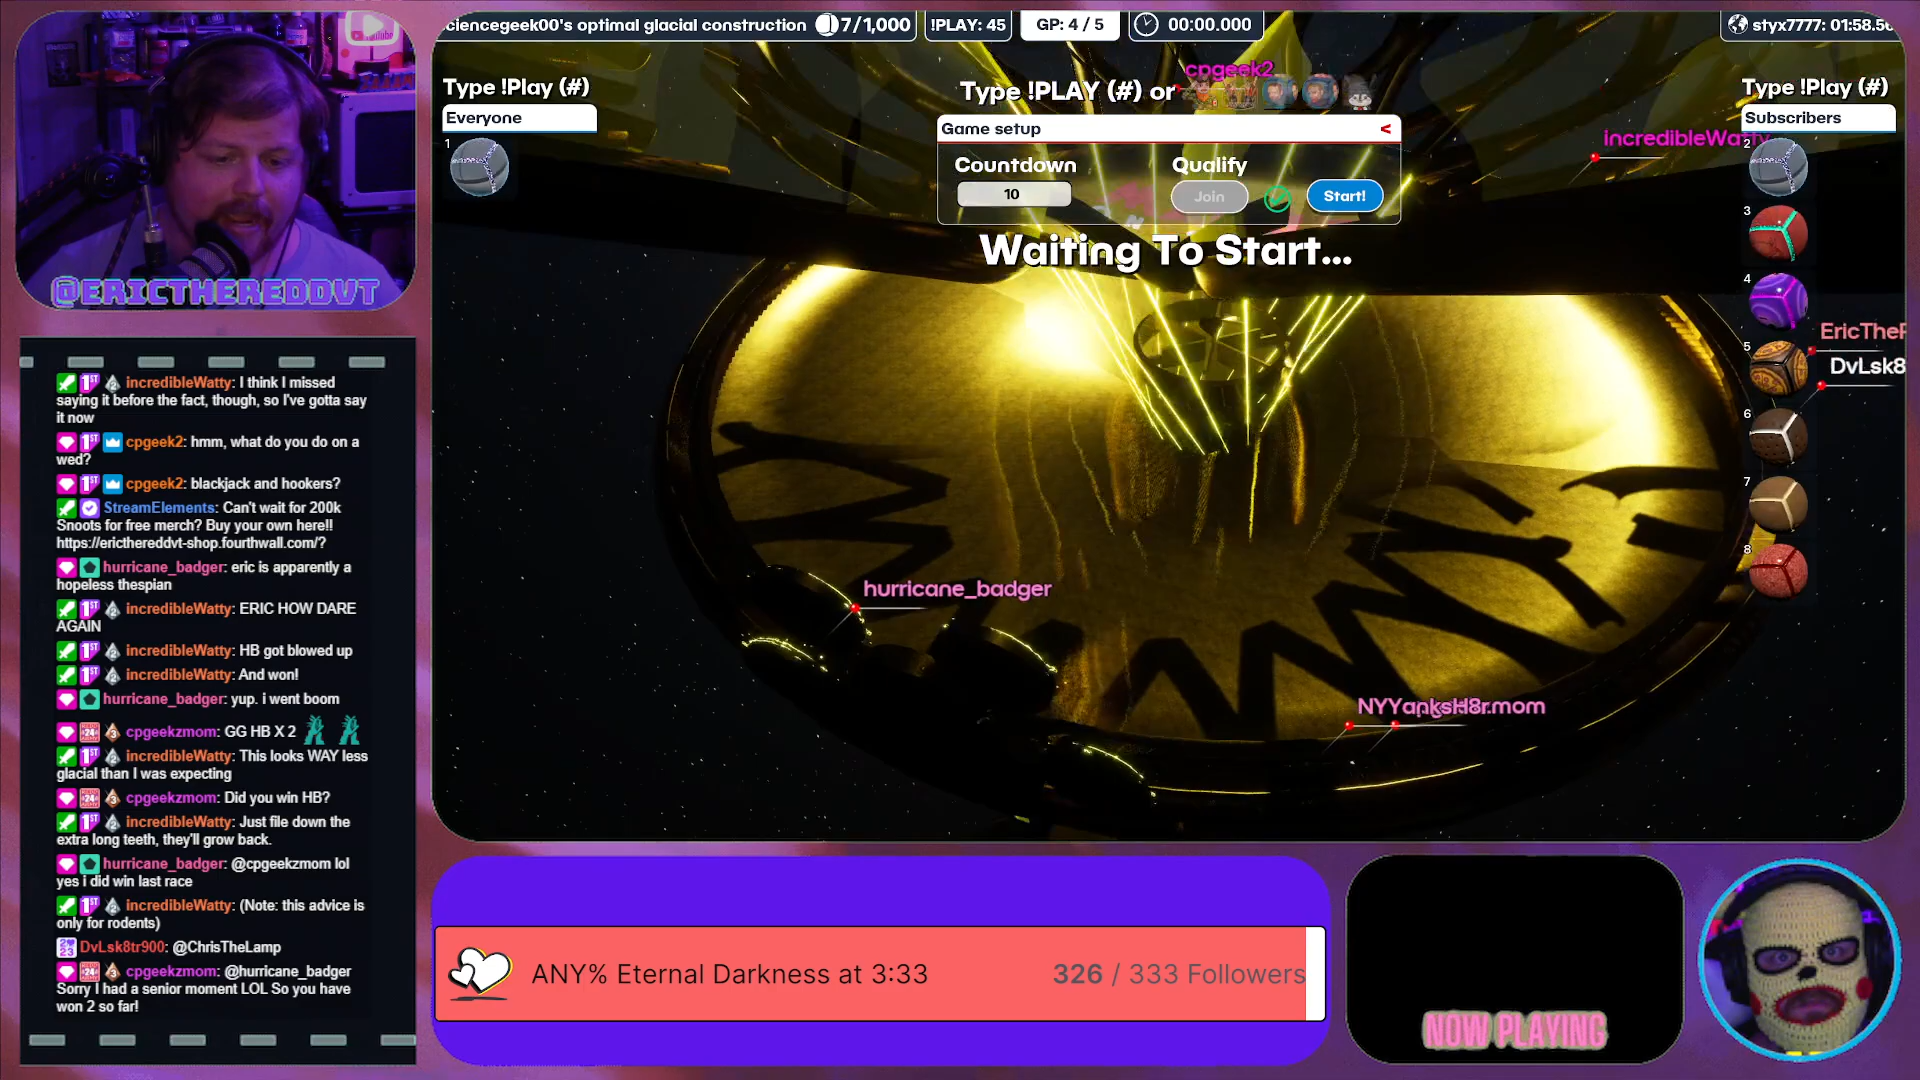 ciencegeek00's optimal glacial construction
7/1,000
!PLAY: 45
GP: 4 / 5
00:00.000
styx7777: 01:58.5
YouTube
@ERICTHEREDDVT
Type !Play (#)
Everyone
1
Type !PLAY (#) or
cpgeek2
Game setup
<
Countdown
Qualify
10
Join
Start!
Waiting To Start...
Type !Play (#)
Subscribers
incredibleWatty
2
3
4
EricTheR
5
DvLsk8
6
7
8
hurricane_badger
NYYanksH8r
mom
incredibleWatty: I think I missed
saying it before the fact, though, so I've gotta say
it now
cpgeek2: hmm, what do you do on a
wed?
cpgeek2: blackjack and hookers?
StreamElements: Can't wait for 200k
Snoots for free merch? Buy your own here!!
https://ericthereddvt-shop.fourthwall.com/?
hurricane_badger: eric is apparently a
hopeless thespian
incredibleWatty: ERIC HOW DARE
AGAIN
incredibleWatty: HB got blowed up
incredibleWatty: And won!
hurricane_badger: yup. i went boom
cpgeekzmom: GG HB X 2
incredibleWatty: This looks WAY less
glacial than I was expecting
cpgeekzmom: Did you win HB?
incredibleWatty: Just file down the
extra long teeth, they'll grow back.
hurricane_badger: @cpgeekzmom lol
yes i did win last race
incredibleWatty: (Note: this advice is
only for rodents)
DvLsk8tr900: @ChrisTheLamp
cpgeekzmom: @hurricane_badger
Sorry I had a senior moment LOL So you have
won 2 so far!
ANY% Eternal Darkness at 3:33
326 / 333 Followers
NOW PLAYING